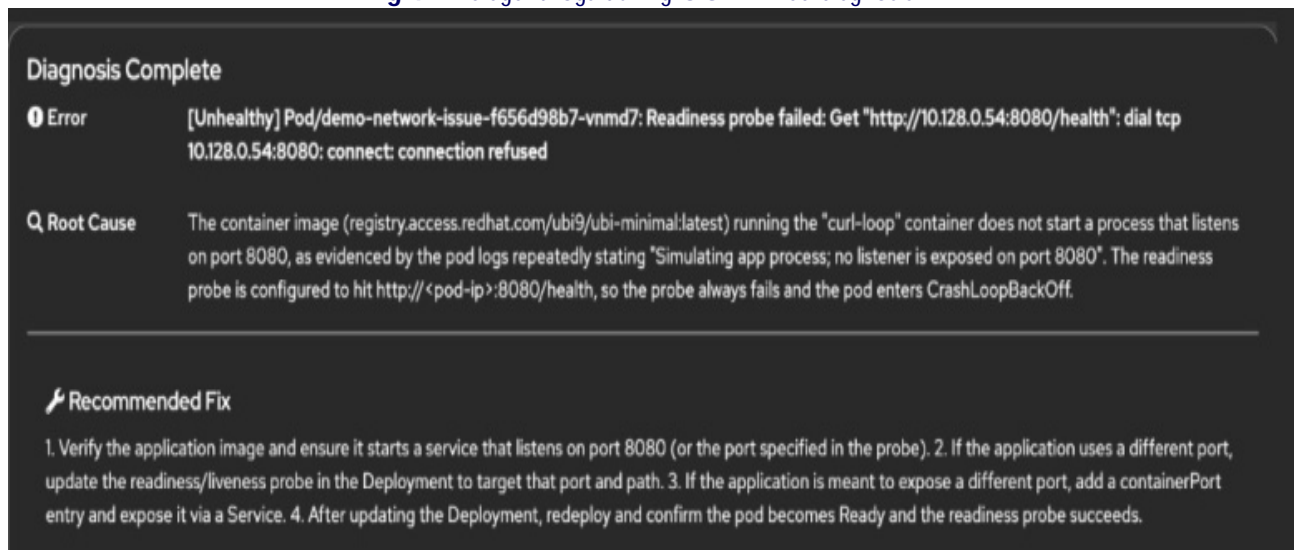 Diagnosis Complete
Error [Unhealthy] Pod/demo-network-issue-f656d98b7-vnmd7: Readiness probe failed: Get "http://10.128.0.54:8080/health": dial tcp
10.128.0.54:8080: connect: connection refused
Root Cause The container image (registry.access.redhat.com/ubi9/ubi-minimal:latest) running the "curl-loop" container does not start a process that listens
on port 8080, as evidenced by the pod logs repeatedly stating "Simulating app process; no listener is exposed on port 8080". The readiness
probe is configured to hit http://<pod-ip>:8080/health, so the probe always fails and the pod enters CrashLoopBackOff.
Recommended Fix
1. Verify the application image and ensure it starts a service that listens on port 8080 (or the port specified in the probe). 2. If the application uses a different port,
update the readiness/liveness probe in the Deployment to target that port and path. 3. If the application is meant to expose a different port, add a containerPort
entry and expose it via a Service. 4. After updating the Deployment, redeploy and confirm the pod becomes Ready and the readiness probe succeeds.